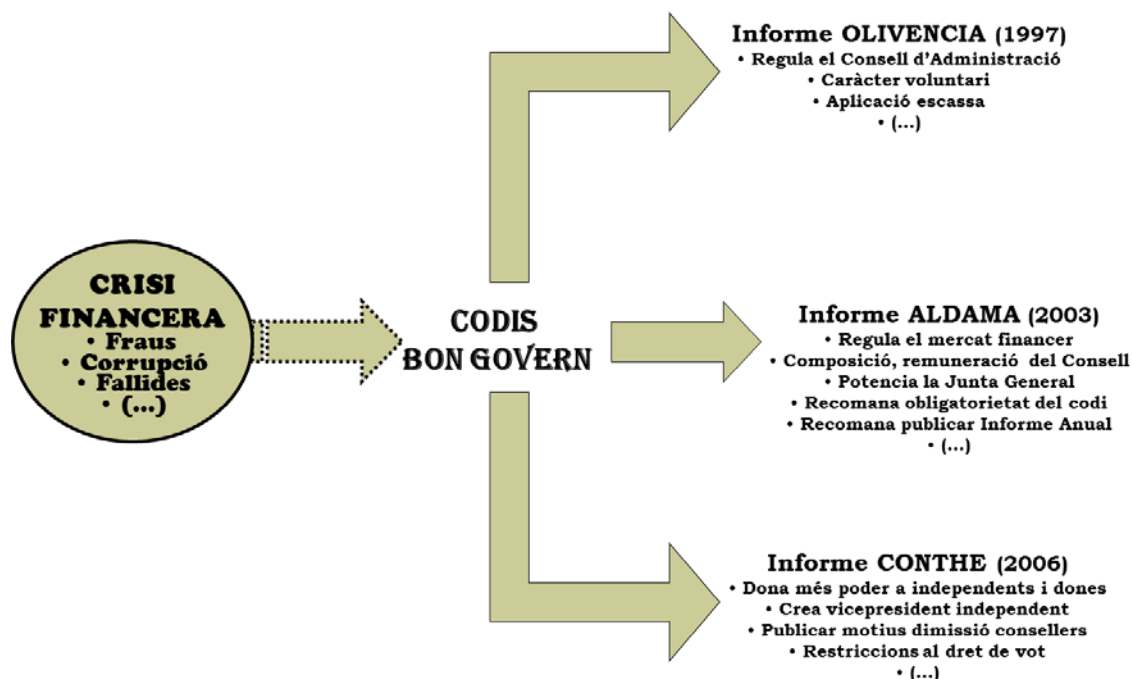 CRISI
FINANCERA
• Fraus
• Corrupció
• Fallides
• (...)
CODIS
BON GOVERN
Informe OLIVENCIA (1997)
• Regula el Consell d'Administració
• Caràcter voluntari
• Aplicació escassa
• (...)
Informe ALDAMA (2003)
• Regula el mercat financer
• Composició, remuneració del Consell
• Potencia la Junta General
• Recomana obligatorietat del codi
• Recomana publicar Informe Anual
• (...)
Informe CONTHE (2006)
• Dona més poder a independents i dones
• Crea vicepresident independent
• Publicar motius dimissió consellers
• Restriccions al dret de vot
• (...)